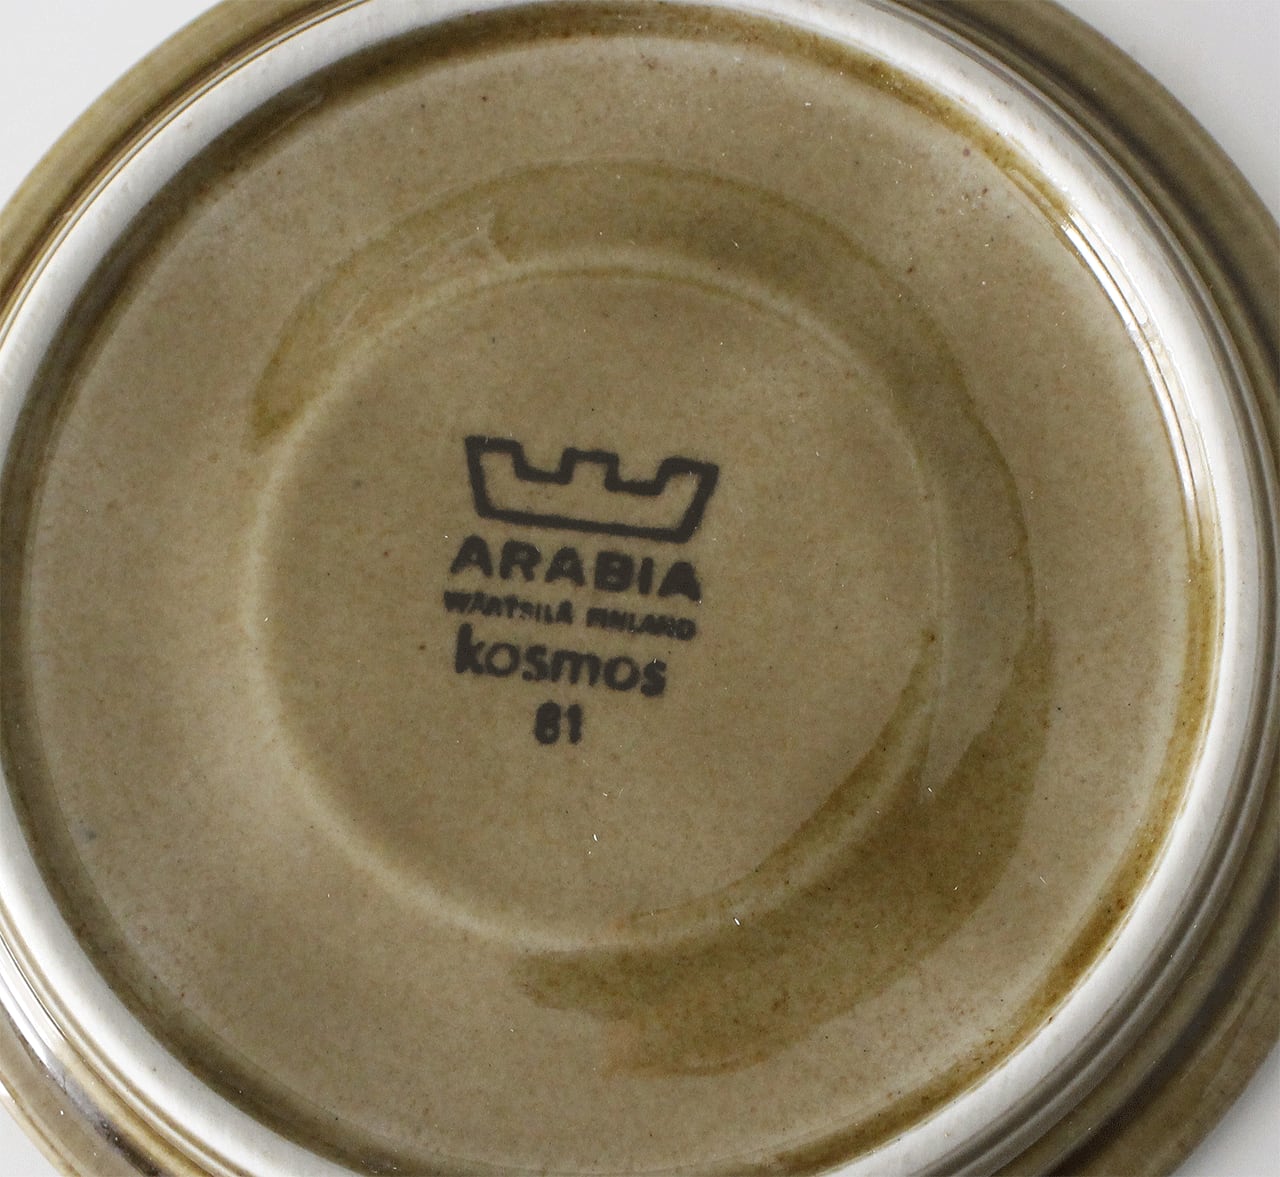 ARABIA
WÄRTSILÄ FINLAND
kosmos
81